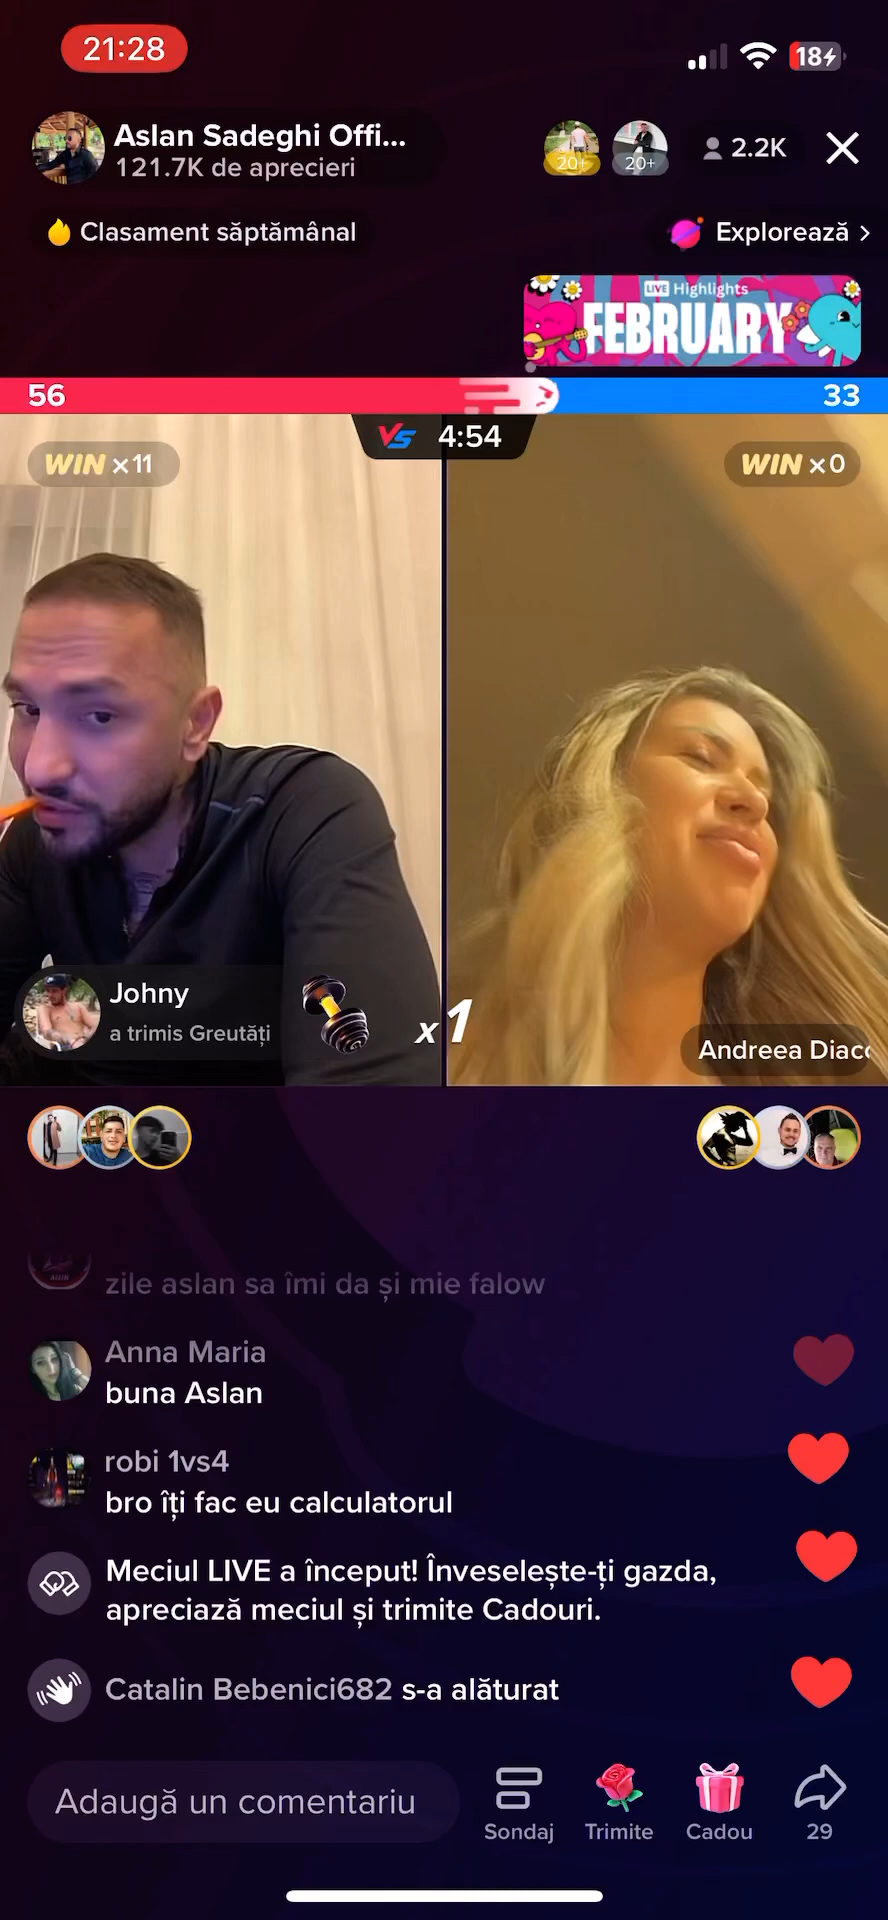 21:28
18
Aslan Sadeghi Offi...
121.7K de aprecieri
20+
20+
2.2K
Clasament săptămânal
Explorează >
LIVE Highlights
FEBRUARY
56
33
VS 4:54
WIN x11
WIN x0
Johny
a trimis Greutăți
x1
Andreea Diaco
zile aslan sa îmi da și mie falow
Anna Maria
buna Aslan
robi 1vs4
bro îți fac eu calculatorul
Meciul LIVE a început! Înveselește-ți gazda,
apreciază meciul și trimite Cadouri.
Catalin Bebenici682 s-a alăturat
Adaugă un comentariu
Sondaj
Trimite
Cadou
29